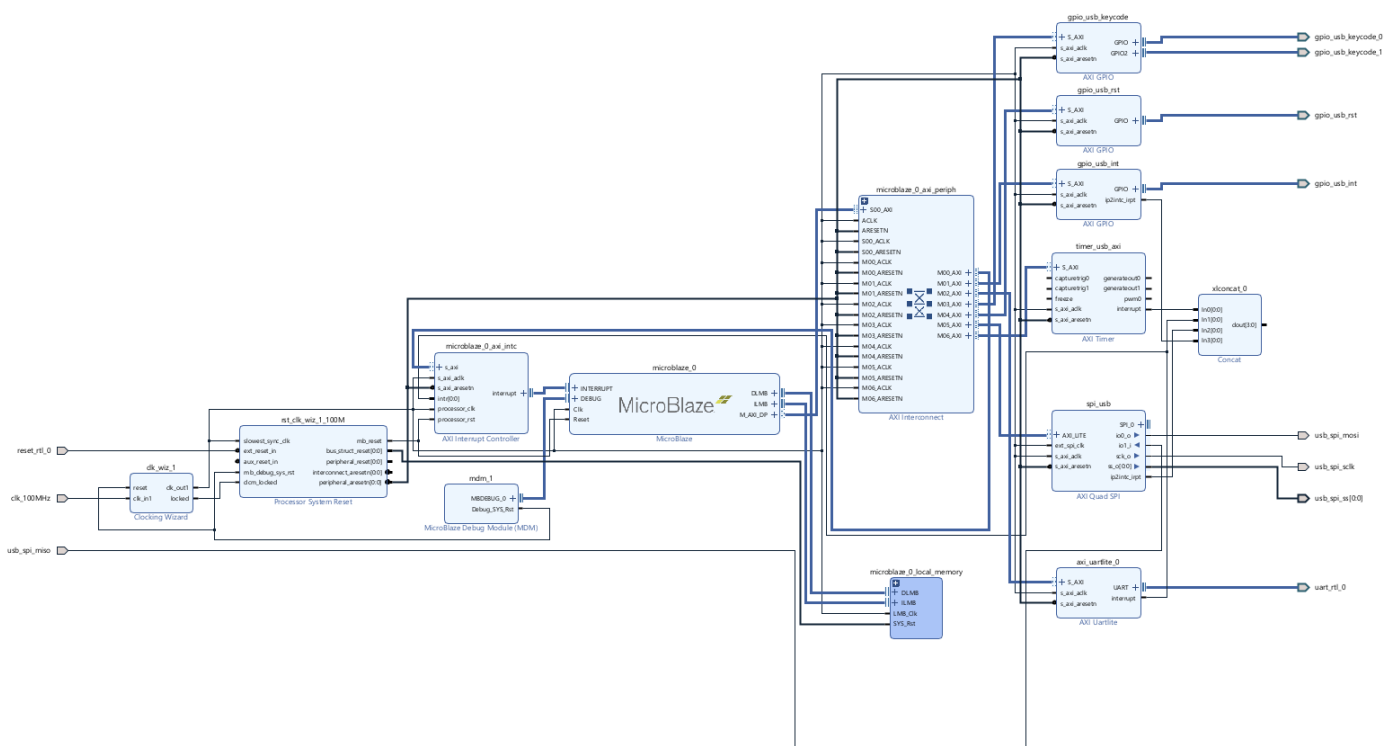 reset_rtl_0
clk_100MHz
usb_spi_miso
clk_wiz_1
reset
clk_in1
clk_out1
locked
Clocking Wizard
rst_clk_wiz_1_100M
slowest_sync_clk
ext_reset_in
aux_reset_in
mb_debug_sys_rst
dcm_locked
mb_reset
bus_struct_reset[0:0]
peripheral_reset[0:0]
interconnect_aresetn[0:0]
peripheral_aresetn[0:0]
Processor System Reset
microblaze_0_axi_intc
s_axi
s_axi_aclk
s_axi_aresetn
intr[0:0]
processor_clk
processor_rst
interrupt
AXI Interrupt Controller
mdm_1
MBDEBUG_0
Debug_SYS_Rst
MicroBlaze Debug Module (MDM)
microblaze_0
INTERRUPT
DEBUG
Clk
Reset
MicroBlaze
DLMB
ILMB
M_AXI_DP
MicroBlaze
microblaze_0_axi_periph
S00_AXI
ACLK
ARESETN
S00_ACLK
S00_ARESETN
M00_ACLK
M00_ARESETN
M01_ACLK
M01_ARESETN
M02_ACLK
M02_ARESETN
M03_ACLK
M03_ARESETN
M04_ACLK
M04_ARESETN
M05_ACLK
M05_ARESETN
M06_ACLK
M06_ARESETN
M00_AXI
M01_AXI
M02_AXI
M03_AXI
M04_AXI
M05_AXI
M06_AXI
AXI Interconnect
microblaze_0_local_memory
DLMB
ILMB
LMB_Clk
SYS_Rst
gpio_usb_keycode
S_AXI
s_axi_aclk
s_axi_aresetn
GPIO
GPIO2
AXI GPIO
gpio_usb_rst
S_AXI
s_axi_aclk
s_axi_aresetn
GPIO
AXI GPIO
gpio_usb_int
S_AXI
s_axi_aclk
s_axi_aresetn
GPIO
ip2intc_irpt
AXI GPIO
timer_usb_axi
S_AXI
capturetrig0
capturetrig1
freeze
s_axi_aclk
s_axi_aresetn
generateout0
generateout1
pwm0
interrupt
AXI Timer
xlconcat_0
In0[0:0]
In1[0:0]
In2[0:0]
In3[0:0]
dout[3:0]
Concat
spi_usb
AXI_LITE
ext_spi_clk
s_axi_aclk
s_axi_aresetn
SPI_0
io0_o
io1_i
sck_o
ss_o[0:0]
ip2intc_irpt
AXI Quad SPI
axi_uartlite_0
S_AXI
s_axi_aclk
s_axi_aresetn
UART
interrupt
AXI Uartlite
gpio_usb_keycode_0
gpio_usb_keycode_1
gpio_usb_rst
gpio_usb_int
usb_spi_mosi
usb_spi_sclk
usb_spi_ss[0:0]
uart_rtl_0